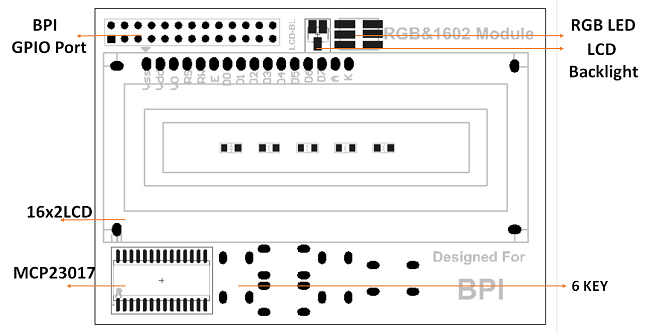 BPI
GPIO Port
LCD-BL
RGB&1602 Module
RGB LED
LCD
Backlight
Vss
Vdd
VO
RS
RW
E
D0
D1
D2
D3
D4
D5
D6
D7
A
K
16x2LCD
MCP23017
Designed For
BPI
6 KEY